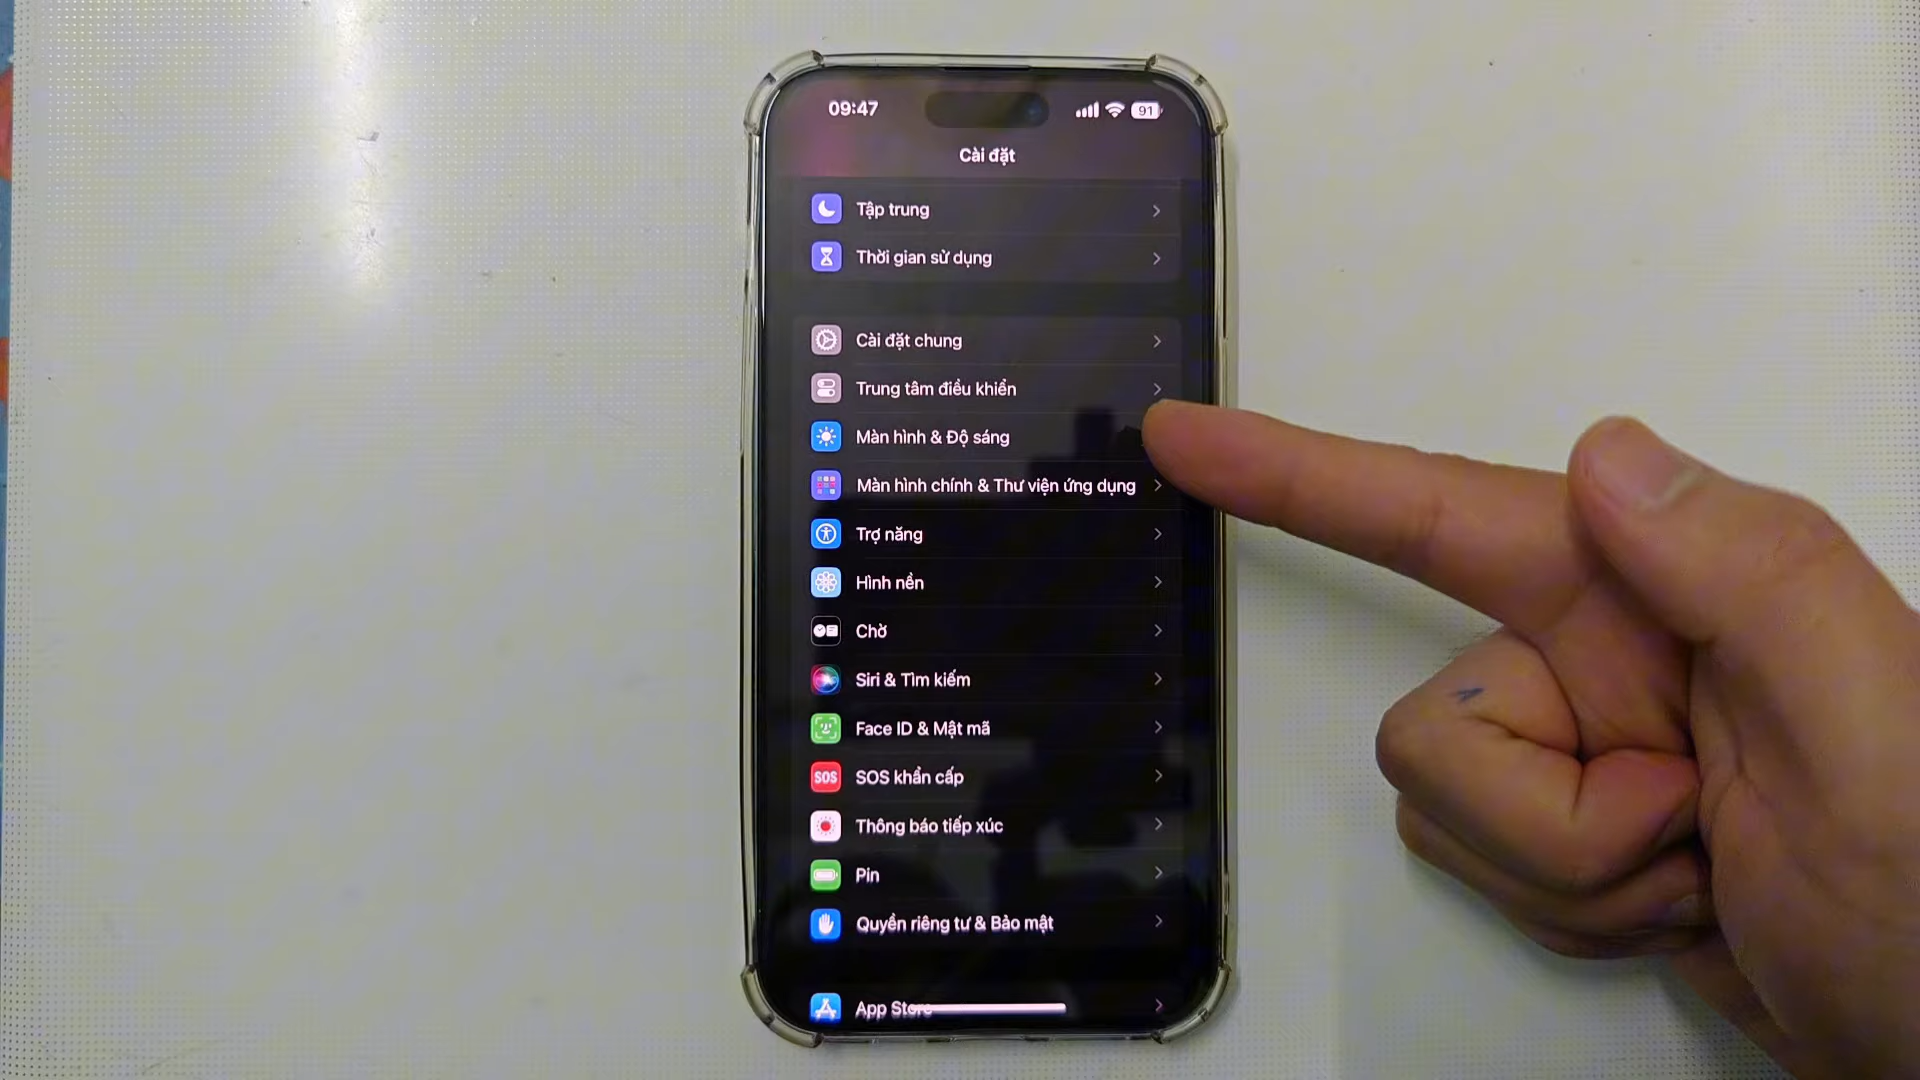 09:47
91
Cài đặt
Tập trung
Thời gian sử dụng
Cài đặt chung
Trung tâm điều khiển
Màn hình & Độ sáng
Màn hình chính & Thư viện ứng dụng
Trợ năng
Hình nền
Chờ
Siri & Tìm kiếm
Face ID & Mật mã
SOS SOS khẩn cấp
Thông báo tiếp xúc
Pin
Quyền riêng tư & Bảo mật
App Store